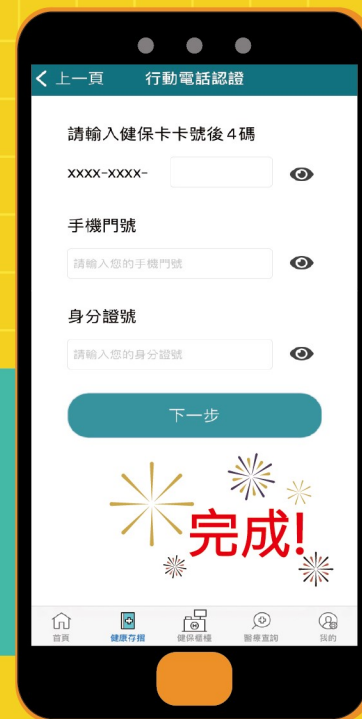 上一頁 行動電話認證
請輸入健保卡卡號後4碼
xxxx-xxxx-
手機門號
請輸入您的手機門號
身分證號
請輸入您的身分證號
下一步
完成!
首頁 健康存摺 健保櫃檯 醫療查詢 我的